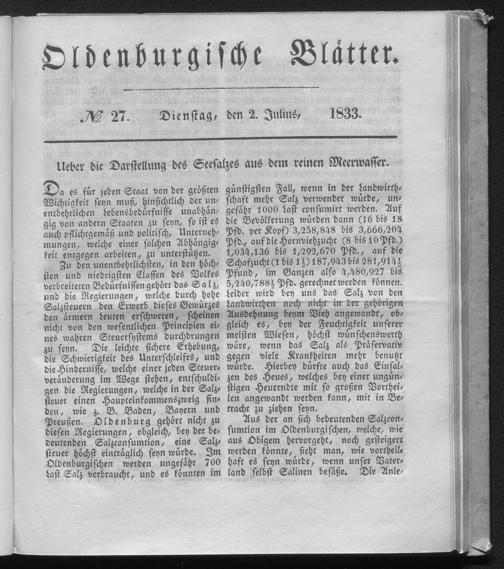 Oldenburgische Blätter.
№ 27. Dienstag, den 2. Julius, 1833.
Ueber die Darstellung des Seesalzes aus dem reinen Meerwasser.
Da es für jeden Staat von der größten
Wichtigkeit seyn muß, hinsichtlich der un-
entbehrlichen Lebensbedürfnisse unabhän-
gig von andern Staaten zu seyn, so ist es
auch pflichtgemäß und politisch, Unterneh-
mungen, welche einer solchen Abhängig-
keit entgegen arbeiten, zu unterstützen.
Zu den unentbehrlichsten, in den höch-
sten und niedrigsten Classen des Volkes
verbreiteten Bedürfnissen gehört das Salz,
und die Regierungen, welche durch hohe
Salzsteuern den Erwerb dieses Gewürzes
den ärmern Leuten erschweren, scheinen
nicht von den wesentlichen Principien ei-
nes wahren Steuersystems durchdrungen
zu seyn. Die leichte sichere Erhebung,
die Schwierigkeit des Unterschleifes, und
die Hindernisse, welche einer jeden Steuer-
veränderung im Wege stehen, entschuldi-
gen die Regierungen, welche in der Salz-
steuer einen Haupteinkommenszweig fin-
den, wie z. B. Baden, Bayern und
Preußen. Oldenburg gehört nicht zu
diesen Regierungen, obgleich, bey der be-
deutenden Salzconsumtion, eine Salz-
steuer höchst einträglich seyn würde. Im
Oldenburgischen werden ungefähr 700
Last Salz verbraucht, und es könnten im
günstigsten Fall, wenn in der Landwirth-
schaft mehr Salz verwendet würde, un-
gefähr 1000 Last consumirt werden. Auf
die Bevölkerung würden dann (16 bis 18
Pfd. per Kopf) 3,258,848 bis 3,666,204
Pfd., auf die Hornviehzucht (8 bis 10 Pfd.)
1,034,136 bis 1,292,670 Pfd., auf die
Schafzucht (1 bis 1½) 187,943 bis 281,914½
Pfund, im Ganzen also 4,480,927 bis
5,240,788½ Pfd. gerechnet werden können.
Leider wird bey uns das Salz von den
Landwirthen noch nicht in der gehörigen
Ausdehnung beym Vieh angewandt, ob-
gleich es, bey der Feuchtigkeit unserer
meisten Wiesen, höchst wünschenswerth
wäre, wenn das Salz als Präservativ
gegen viele Krankheiten mehr benutzt
würde. Hierbey dürfte auch das Einsal-
zen des Heues, welches bey einer ungün-
stigen Heuerndte mit so großen Vorthei-
len angewandt werden kann, mit in Be-
tracht zu ziehen seyn.
Aus der an sich bedeutenden Salzcon-
sumtion im Oldenburgischen, welche, wie
aus Obigem hervorgeht, noch gesteigert
werden könnte, sieht man, wie vortheil-
haft es seyn würde, wenn unser Vater-
land selbst Salinen besäße. Die Anle-